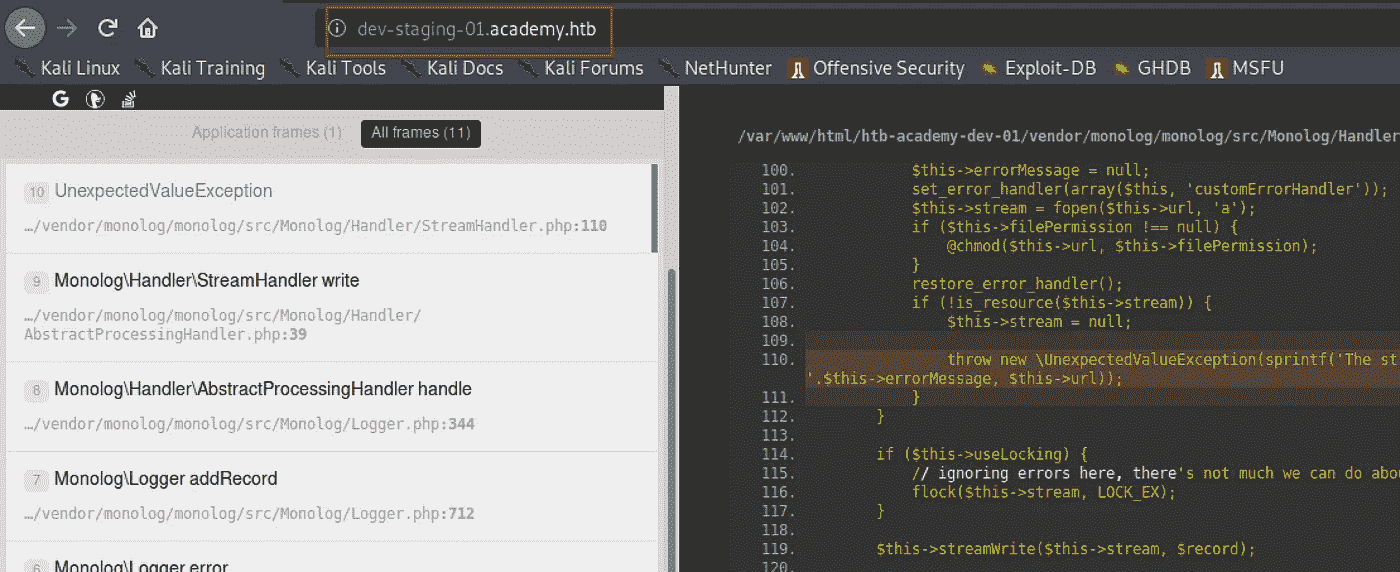 dev-staging-01.academy.htb
Kali Linux Kali Training Kali Tools Kali Docs Kali Forums NetHunter Offensive Security Exploit-DB GHDB MSFU
Application frames (1) All frames (11)
10 UnexpectedValueException
…/vendor/monolog/monolog/src/Monolog/Handler/StreamHandler.php:110
9 Monolog\Handler\StreamHandler write
…/vendor/monolog/monolog/src/Monolog/Handler/
AbstractProcessingHandler.php:39
8 Monolog\Handler\AbstractProcessingHandler handle
…/vendor/monolog/monolog/src/Monolog/Logger.php:344
7 Monolog\Logger addRecord
…/vendor/monolog/monolog/src/Monolog/Logger.php:712
6 Monolog\Logger error
/var/www/html/htb-academy-dev-01/vendor/monolog/monolog/src/Monolog/Handler
100. $this->errorMessage = null;
101. set_error_handler(array($this, 'customErrorHandler'));
102. $this->stream = fopen($this->url, 'a');
103. if ($this->filePermission !== null) {
104. @chmod($this->url, $this->filePermission);
105. }
106. restore_error_handler();
107. if (!is_resource($this->stream)) {
108. $this->stream = null;
109.
110. throw new \UnexpectedValueException(sprintf('The st
'.$this->errorMessage, $this->url));
111. }
112. }
113.
114. if ($this->useLocking) {
115. // ignoring errors here, there's not much we can do abou
116. flock($this->stream, LOCK_EX);
117. }
118.
119. $this->streamWrite($this->stream, $record);
120.